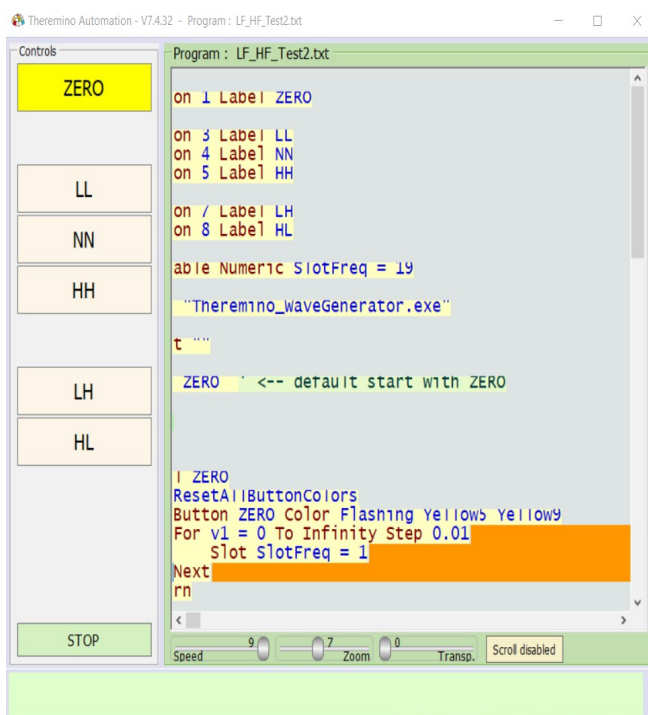 Theremino Automation - V7.4.32 - Program : LF_HF_Test2.txt
Controls
ZERO
LL
NN
HH
LH
HL
STOP
Program : LF_HF_Test2.txt
on 1 Label ZERO
on 3 Label LL
on 4 Label NN
on 5 Label HH
on 7 Label LH
on 8 Label HL
able Numeric SlotFreq = 19
"Theremino_WaveGenerator.exe"
t ""
ZERO ' <-- default start with ZERO
l ZERO
ResetAllButtonColors
Button ZERO Color Flashing Yellow5 Yellow9
For v1 = 0 To Infinity Step 0.01
Slot SlotFreq = 1
Next
rn
Speed 9 7 Zoom 0 Transp. Scroll disabled